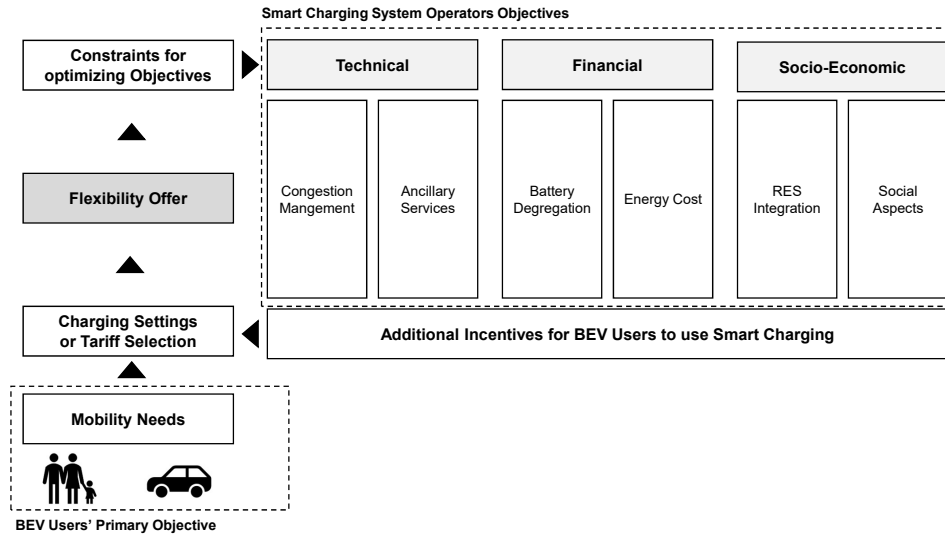 Smart Charging System Operators Objectives
Constraints for
optimizing Objectives
Technical
Financial
Socio-Economic
Congestion
Mangement
Ancillary
Services
Battery
Degregation
Energy Cost
RES
Integration
Social
Aspects
Flexibility Offer
Charging Settings
or Tariff Selection
Additional Incentives for BEV Users to use Smart Charging
Mobility Needs
BEV Users' Primary Objective